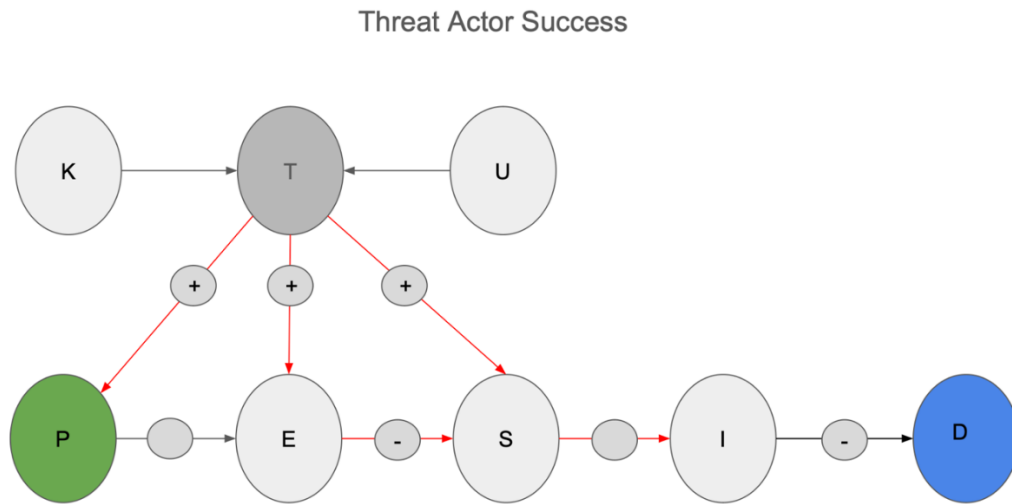 Threat Actor Success
K
T
U
+
+
+
P
E
-
S
I
-
D